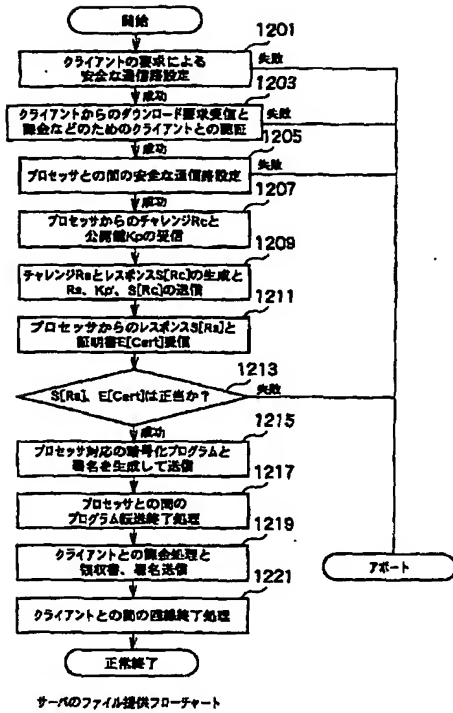 開始
1201
クライアントの要求による
安全な通信路設定
失敗
成功
1203
クライアントからのダウンロード要求受信と
課金などのためのクライアントとの認証
失敗
成功
1205
プロセッサとの間の安全な通信路設定
失敗
成功
1207
プロセッサからのチャレンジRcと
公開鍵Kpの受信
1209
チャレンジRsとレスポンスS[Rc]の生成と
Rs、Kp'、S[Rc]の送信
1211
プロセッサからのレスポンスS[Rs]と
証明書E[Cert]受信
1213
S[Rs]、E[Cert]は正当か?
失敗
成功
1215
プロセッサ対応の暗号化プログラムと
署名を生成して送信
1217
プロセッサとの間の
プログラム転送終了処理
1219
クライアントとの課金処理と
領収書、署名送信
1221
クライアントとの間の回線終了処理
アボート
正常終了
サーバのファイル提供フローチャート